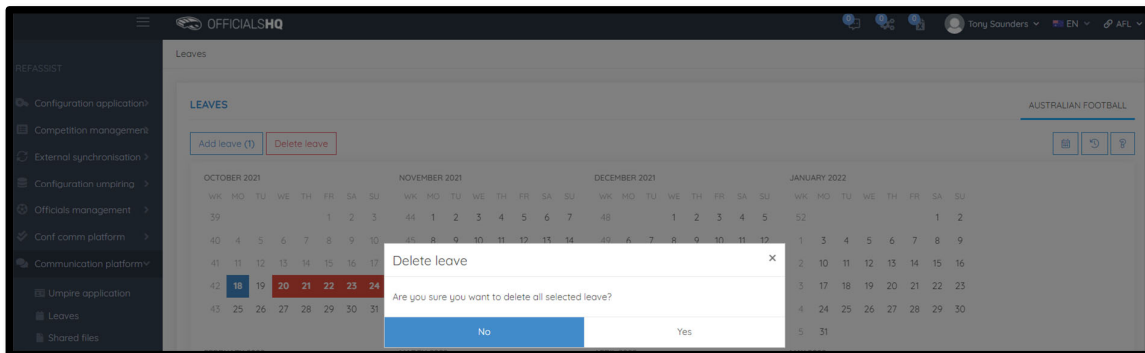 OFFICIALSHQ
0 0 0 Tony Saunders EN AFL
REFASSIST
Configuration application
Competition management
External synchronisation
Configuration umpiring
Officials management
Conf comm platform
Communication platform
Umpire application
Leaves
Shared files
Leaves
LEAVES
AUSTRALIAN FOOTBALL
Add leave (1) Delete leave
OCTOBER 2021
WK MO TU WE TH FR SA SU
39 1 2 3
40 4 5 6 7 8 9 10
41 11 12 13 14 15 16 17
42 18 19 20 21 22 23 24
43 25 26 27 28 29 30 31
NOVEMBER 2021
WK MO TU WE TH FR SA SU
44 1 2 3 4 5 6 7
45 8 9 10 11 12 13 14
DECEMBER 2021
WK MO TU WE TH FR SA SU
48 1 2 3 4 5
49 6 7 8 9 10 11 12
JANUARY 2022
WK MO TU WE TH FR SA SU
52 1 2
1 3 4 5 6 7 8 9
2 10 11 12 13 14 15 16
3 17 18 19 20 21 22 23
4 24 25 26 27 28 29 30
5 31
Delete leave ×
Are you sure you want to delete all selected leave?
No Yes